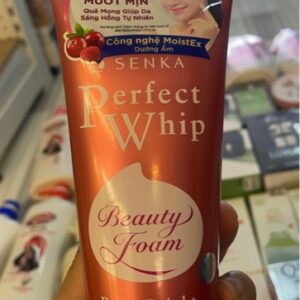 MƯỚT MỊN
Quả Mọng Giúp Da
Sáng Hồng Tự Nhiên
Công nghệ MoistEx
Dưỡng Ẩm
SENKA
Perfect
Whip
Beauty
Foam